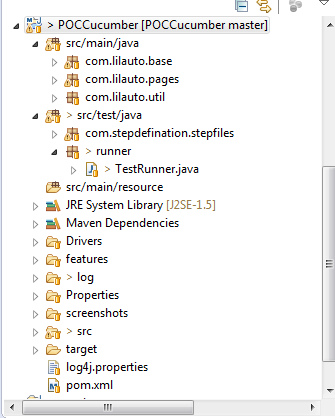 > POCCucumber [POCCucumber master]
src/main/java
com.lilauto.base
com.lilauto.pages
com.lilauto.util
> src/test/java
com.stepdefination.stepfiles
> runner
> TestRunner.java
src/main/resource
JRE System Library [J2SE-1.5]
Maven Dependencies
Drivers
features
> log
Properties
screenshots
> src
target
log4j.properties
pom.xml